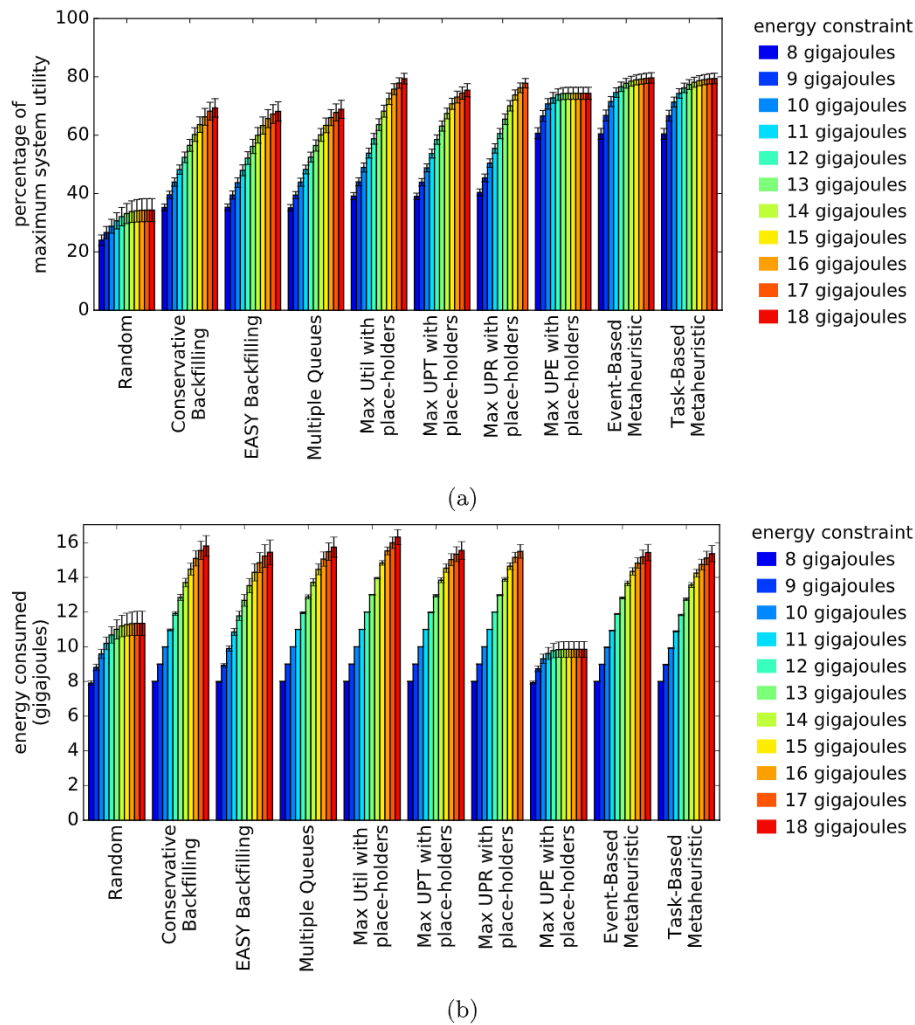 percentage of
maximum system utility
100
80
60
40
20
0
Random
Conservative
Backfilling
EASY Backfilling
Multiple Queues
Max Util with
place-holders
Max UPT with
place-holders
Max UPR with
place-holders
Max UPE with
place-holders
Event-Based
Metaheuristic
Task-Based
Metaheuristic
energy constraint
8 gigajoules
9 gigajoules
10 gigajoules
11 gigajoules
12 gigajoules
13 gigajoules
14 gigajoules
15 gigajoules
16 gigajoules
17 gigajoules
18 gigajoules
(a)
energy consumed
(gigajoules)
16
14
12
10
8
6
4
2
0
Random
Conservative
Backfilling
EASY Backfilling
Multiple Queues
Max Util with
place-holders
Max UPT with
place-holders
Max UPR with
place-holders
Max UPE with
place-holders
Event-Based
Metaheuristic
Task-Based
Metaheuristic
energy constraint
8 gigajoules
9 gigajoules
10 gigajoules
11 gigajoules
12 gigajoules
13 gigajoules
14 gigajoules
15 gigajoules
16 gigajoules
17 gigajoules
18 gigajoules
(b)